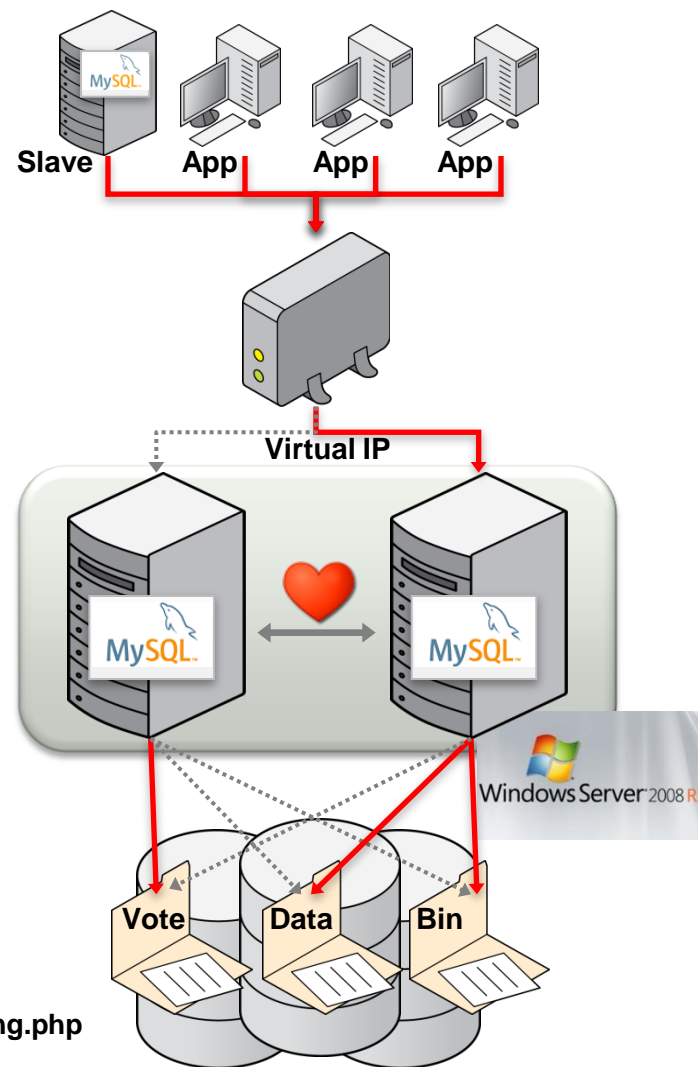 MySQL
Slave App App App
Virtual IP
MySQL MySQL
Windows Server 2008 R
Vote Data Bin
ng.php